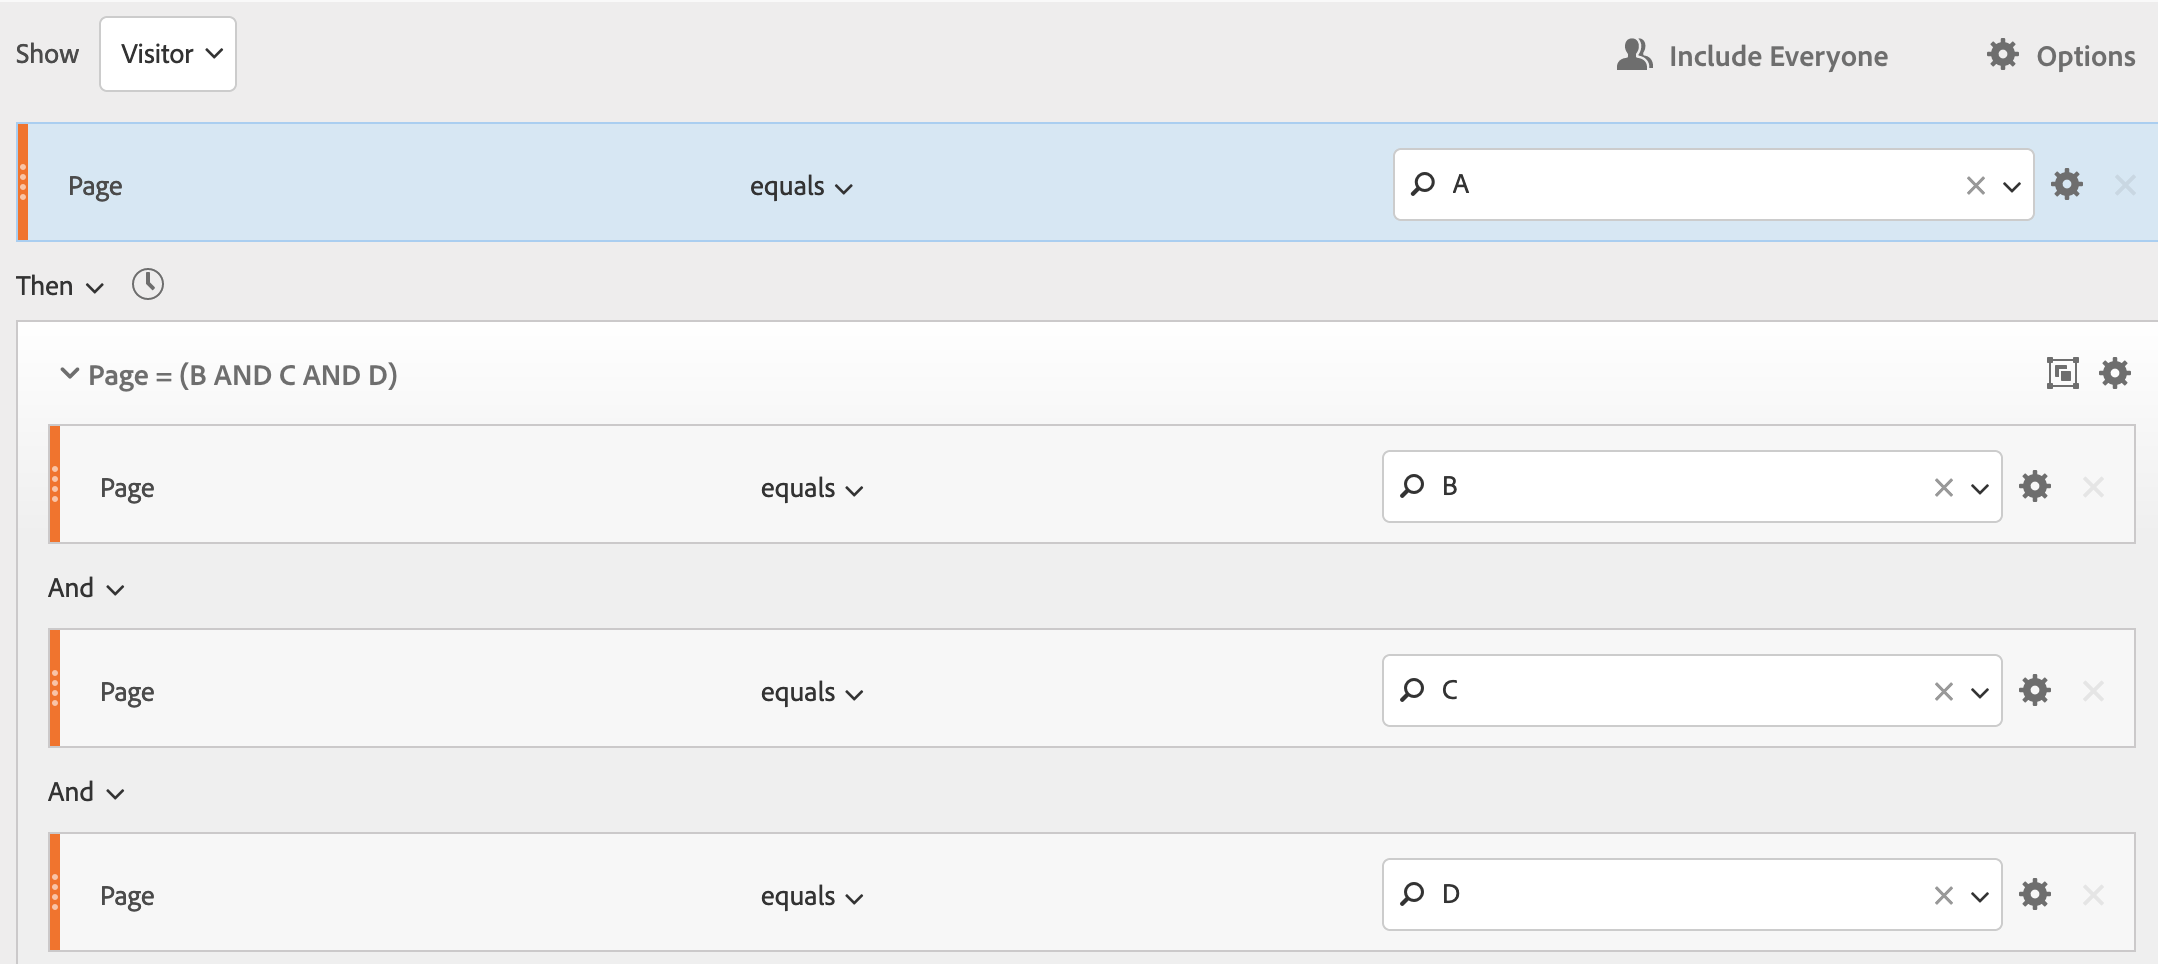 Show Visitor Include Everyone Options
Page equals A
Then
Page = (B AND C AND D)
Page equals B
And
Page equals C
And
Page equals D